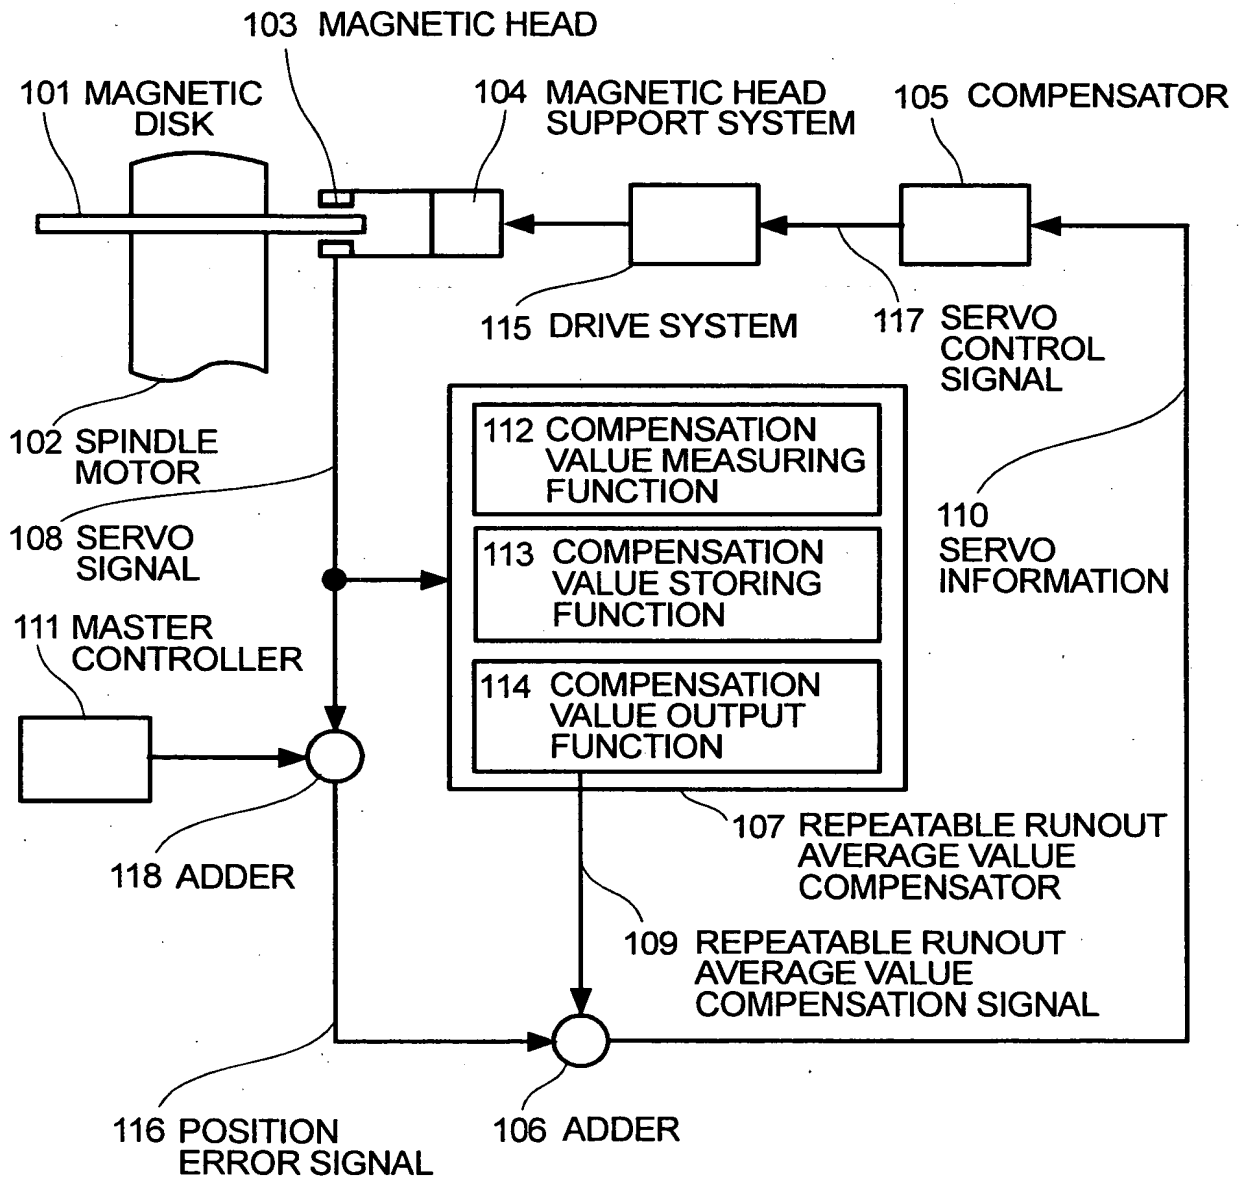 103 MAGNETIC HEAD
101 MAGNETIC
DISK
104 MAGNETIC HEAD
SUPPORT SYSTEM
105 COMPENSATOR
115 DRIVE SYSTEM
117 SERVO
CONTROL
SIGNAL
102 SPINDLE
MOTOR
112 COMPENSATION
VALUE MEASURING
FUNCTION
108 SERVO
SIGNAL
110
SERVO
INFORMATION
113 COMPENSATION
VALUE STORING
FUNCTION
111 MASTER
CONTROLLER
114 COMPENSATION
VALUE OUTPUT
FUNCTION
107 REPEATABLE RUNOUT
AVERAGE VALUE
COMPENSATOR
118 ADDER
109 REPEATABLE RUNOUT
AVERAGE VALUE
COMPENSATION SIGNAL
116 POSITION
ERROR SIGNAL
106 ADDER